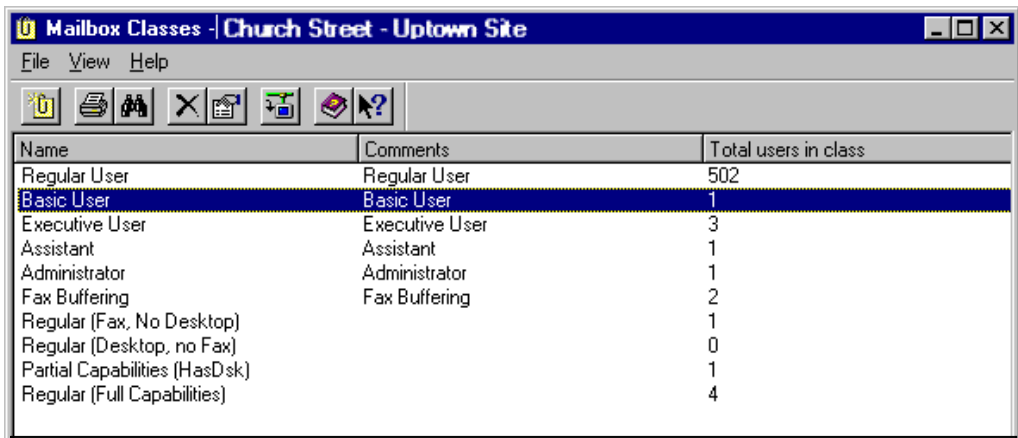 Mailbox Classes - Church Street - Uptown Site
File View Help
Name Comments Total users in class
Regular User Regular User 502
Basic User Basic User 1
Executive User Executive User 3
Assistant Assistant 1
Administrator Administrator 1
Fax Buffering Fax Buffering 2
Regular (Fax, No Desktop) 1
Regular (Desktop, no Fax) 0
Partial Capabilities (HasDsk) 1
Regular (Full Capabilities) 4